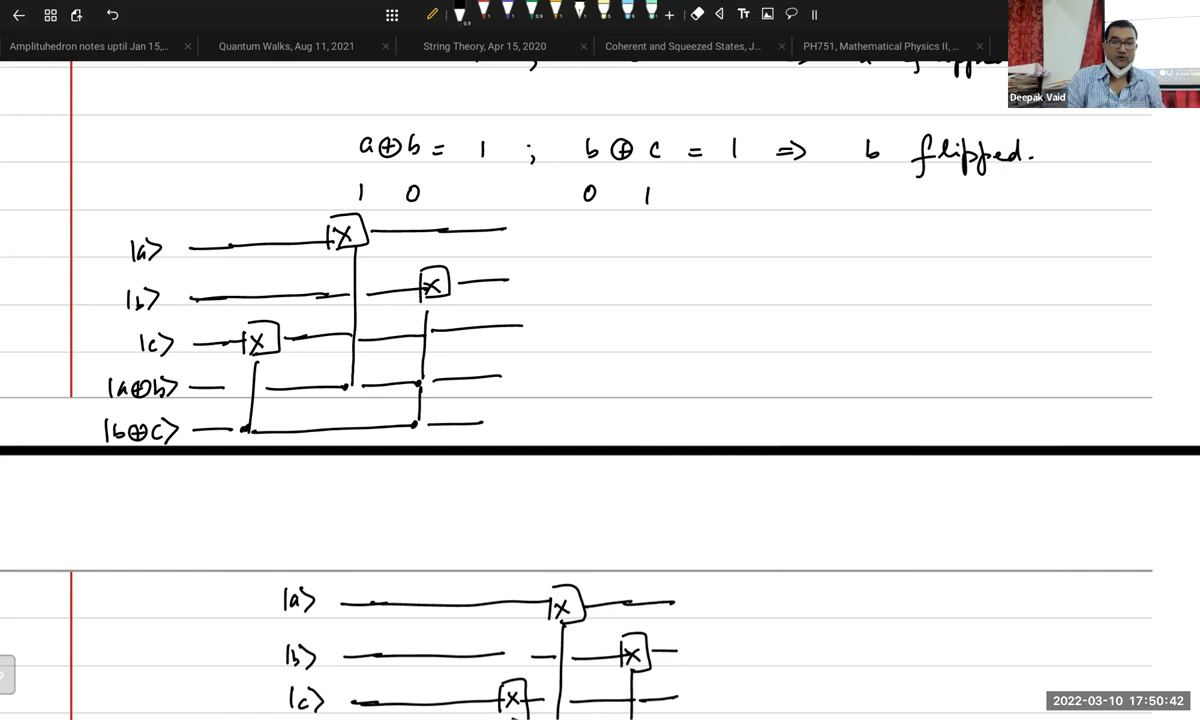 Amplituhedron notes uptil Jan 15,... × Quantum Walks, Aug 11, 2021 × String Theory, Apr 15, 2020 × Coherent and Squeezed States, J... × PH751, Mathematical Physics II, ... ×
Deepak Vaid
a⊕b = 1 ; b ⊕ c = 1 ⇒ b flipped.
1 0 0 1
|a> X
|b> X
|c> X
|a⊕b>
|b⊕c>
|a> X
|b> X
|c> X
2022-03-10 17:50:42